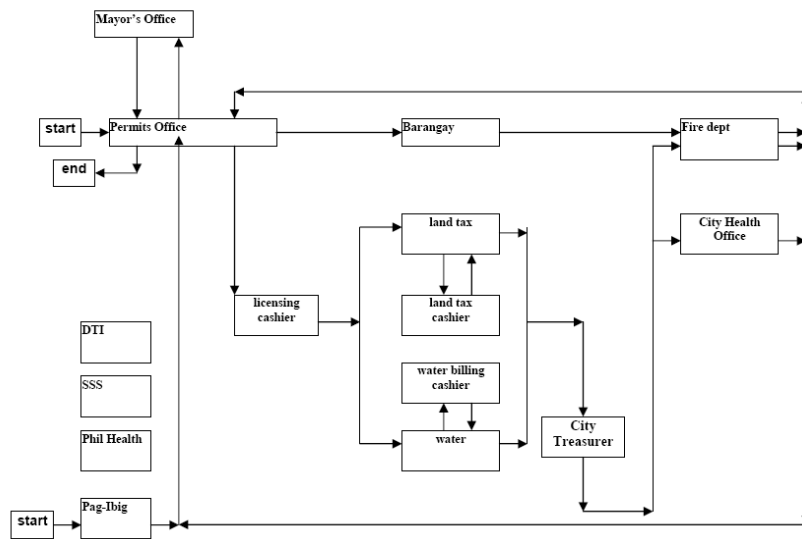 Mayor's Office
start
Permits Office
Barangay
Fire dept
end
land tax
City Health
Office
licensing
cashier
land tax
cashier
DTI
water billing
cashier
SSS
City
Treasurer
Phil Health
water
Pag-Ibig
start